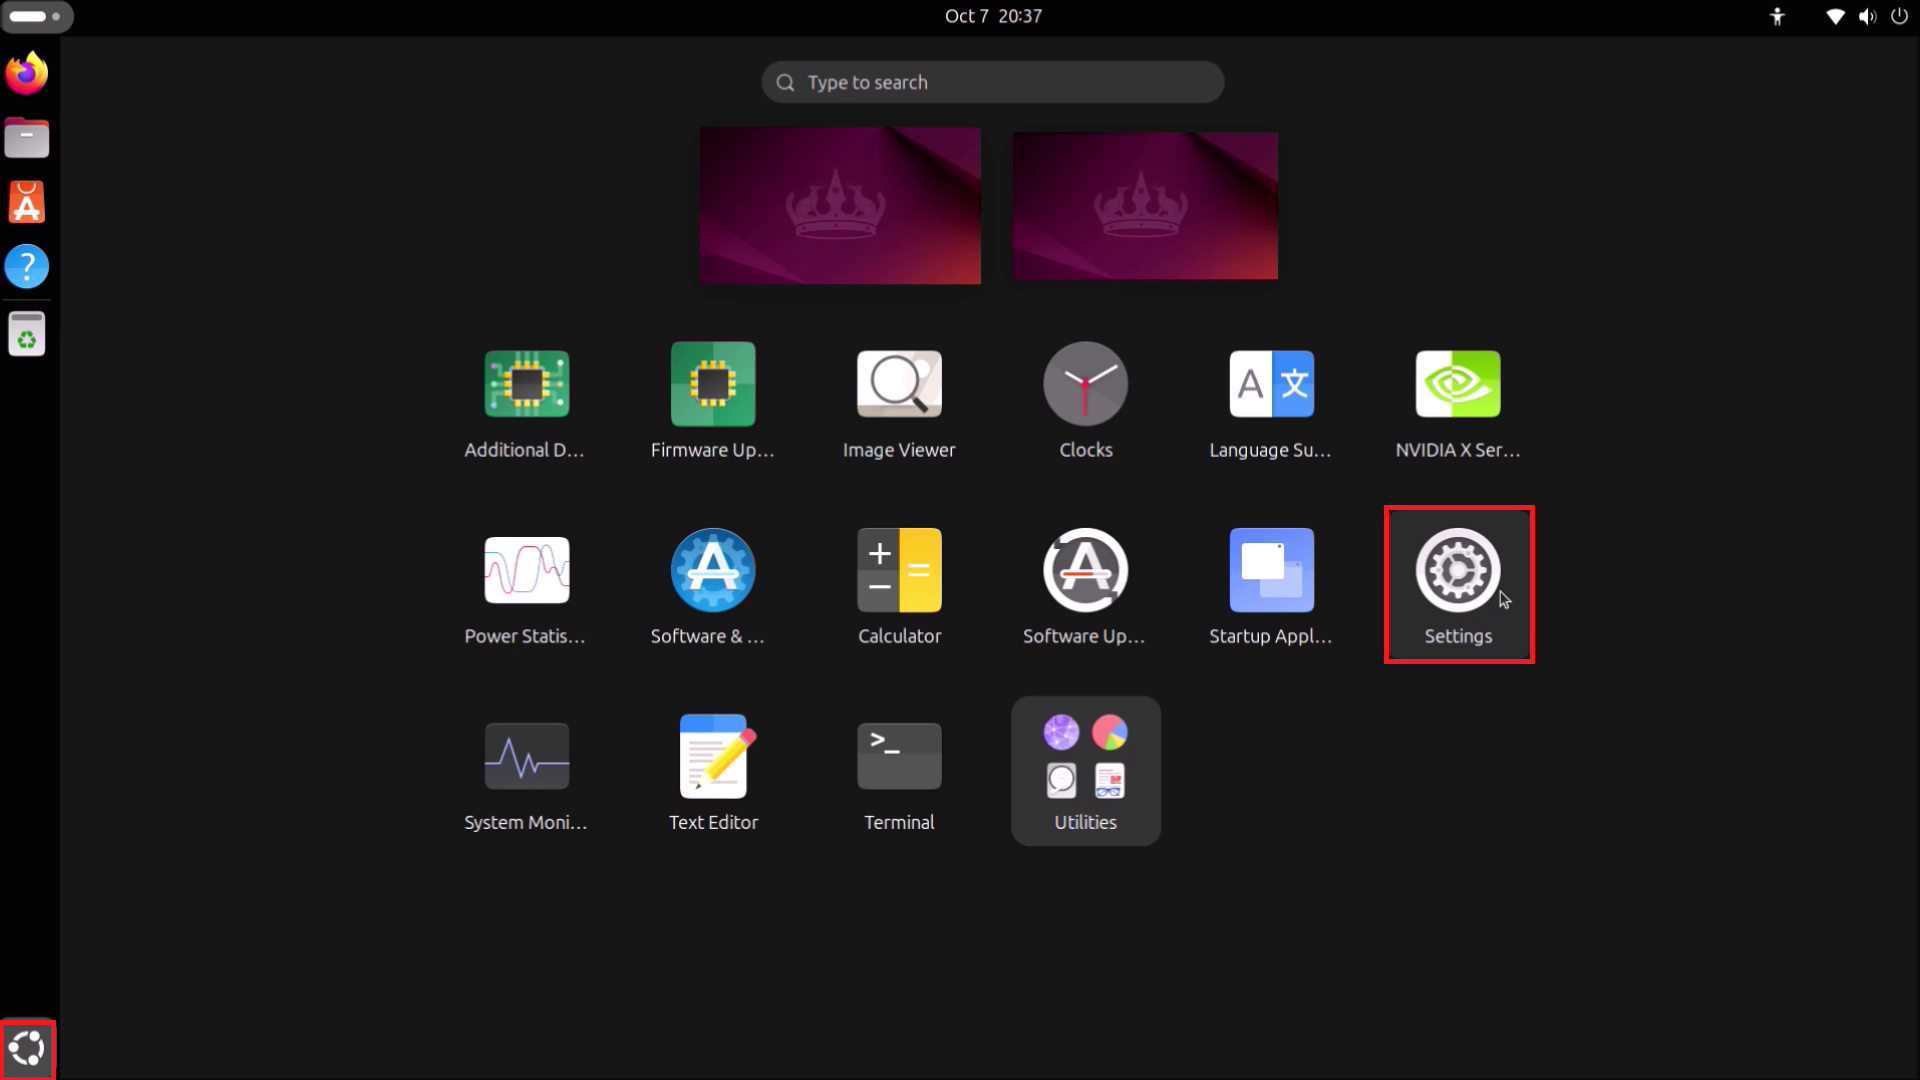 Oct 7 20:37
Type to search
Additional D...
Firmware Up...
Image Viewer
Clocks
A 文
Language Su...
NVIDIA X Ser...
Power Statis...
Software & ...
Calculator
Software Up...
Startup Appl...
Settings
System Moni...
Text Editor
>_
Terminal
Utilities